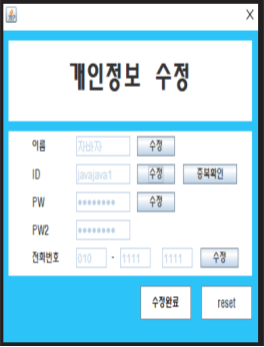 X
개인정보 수정
이름 자바자 수정
ID javajava1 수정 중복확인
PW ●●●●●●●● 수정
PW2 ●●●●●●●●
전화번호 010 - 1111 1111 수정
수정완료 reset